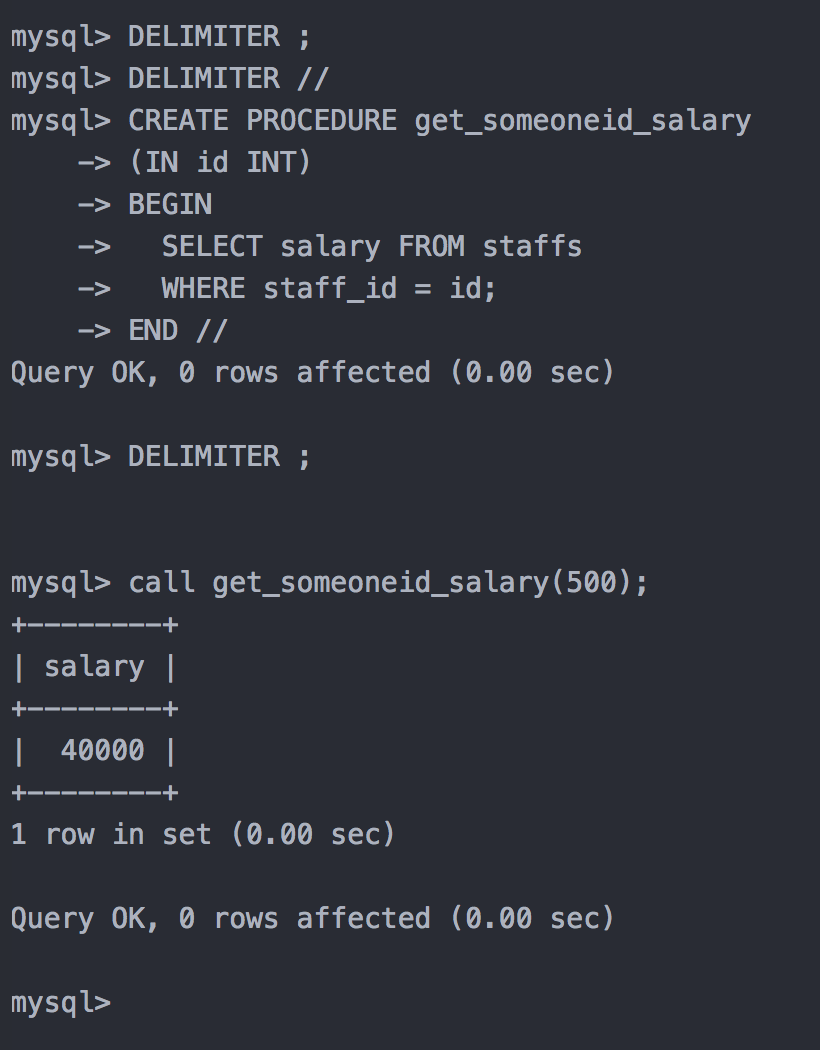 mysql> DELIMITER ;
mysql> DELIMITER //
mysql> CREATE PROCEDURE get_someoneid_salary
    -> (IN id INT)
    -> BEGIN
    ->   SELECT salary FROM staffs
    ->   WHERE staff_id = id;
    -> END //
Query OK, 0 rows affected (0.00 sec)
mysql> DELIMITER ;
mysql> call get_someoneid_salary(500);
+--------+
| salary |
+--------+
|  40000 |
+--------+
1 row in set (0.00 sec)
Query OK, 0 rows affected (0.00 sec)
mysql>